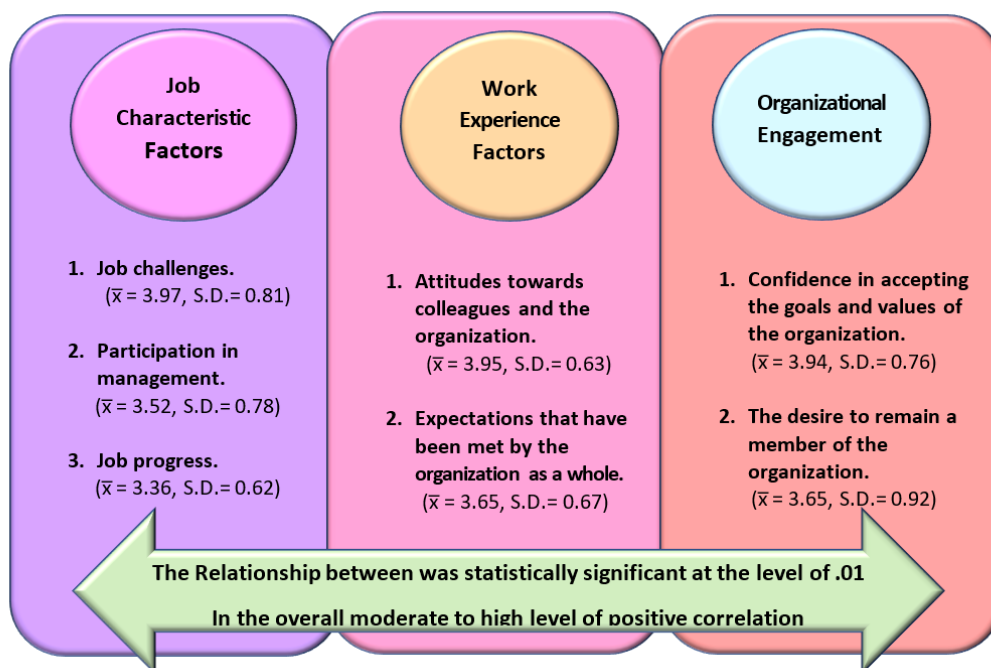 Job
Characteristic
Factors
1. Job challenges.
(x̄ = 3.97, S.D.= 0.81)
2. Participation in
management.
(x̄ = 3.52, S.D.= 0.78)
3. Job progress.
(x̄ = 3.36, S.D.= 0.62)
Work
Experience
Factors
1. Attitudes towards
colleagues and the
organization.
(x̄ = 3.95, S.D.= 0.63)
2. Expectations that have
been met by the
organization as a whole.
(x̄ = 3.65, S.D.= 0.67)
Organizational
Engagement
1. Confidence in accepting
the goals and values of
the organization.
(x̄ = 3.94, S.D.= 0.76)
2. The desire to remain a
member of the
organization.
(x̄ = 3.65, S.D.= 0.92)
The Relationship between was statistically significant at the level of .01
In the overall moderate to high level of positive correlation